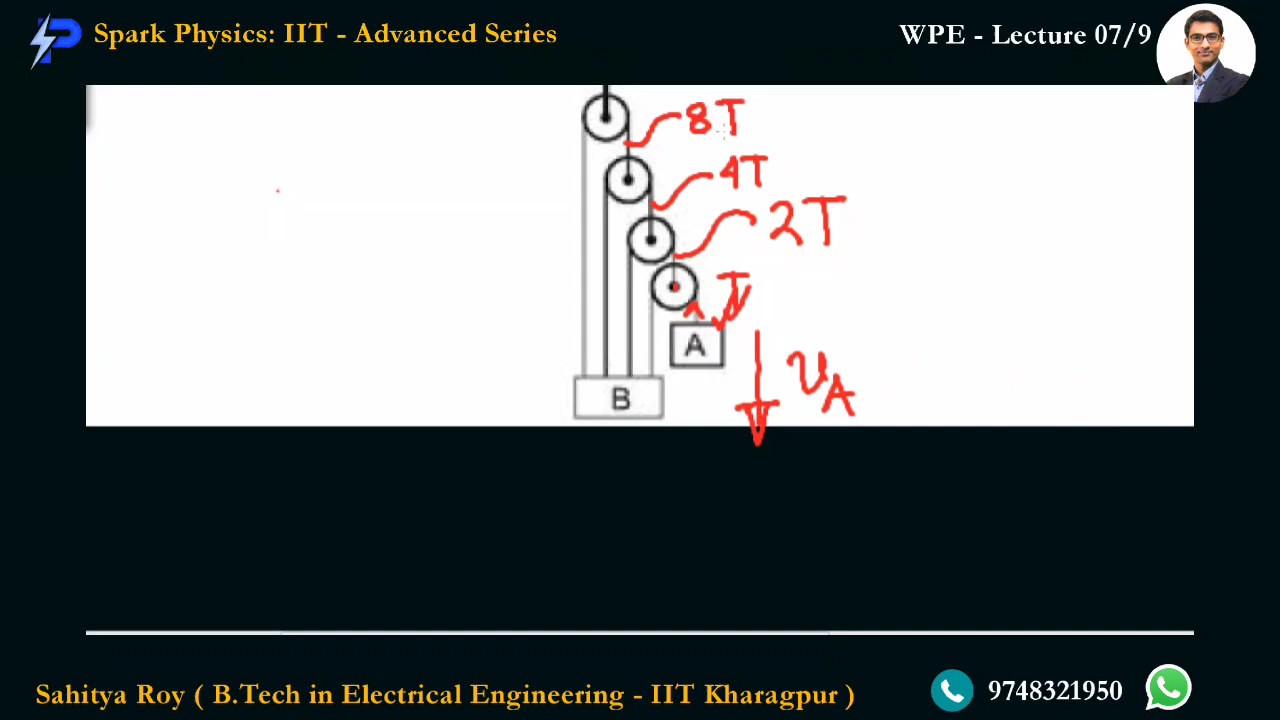 Spark Physics: IIT - Advanced Series
WPE - Lecture 07/9
8T
4T
2T
T
A
v_A
B
Sahitya Roy ( B.Tech in Electrical Engineering - IIT Kharagpur )
9748321950